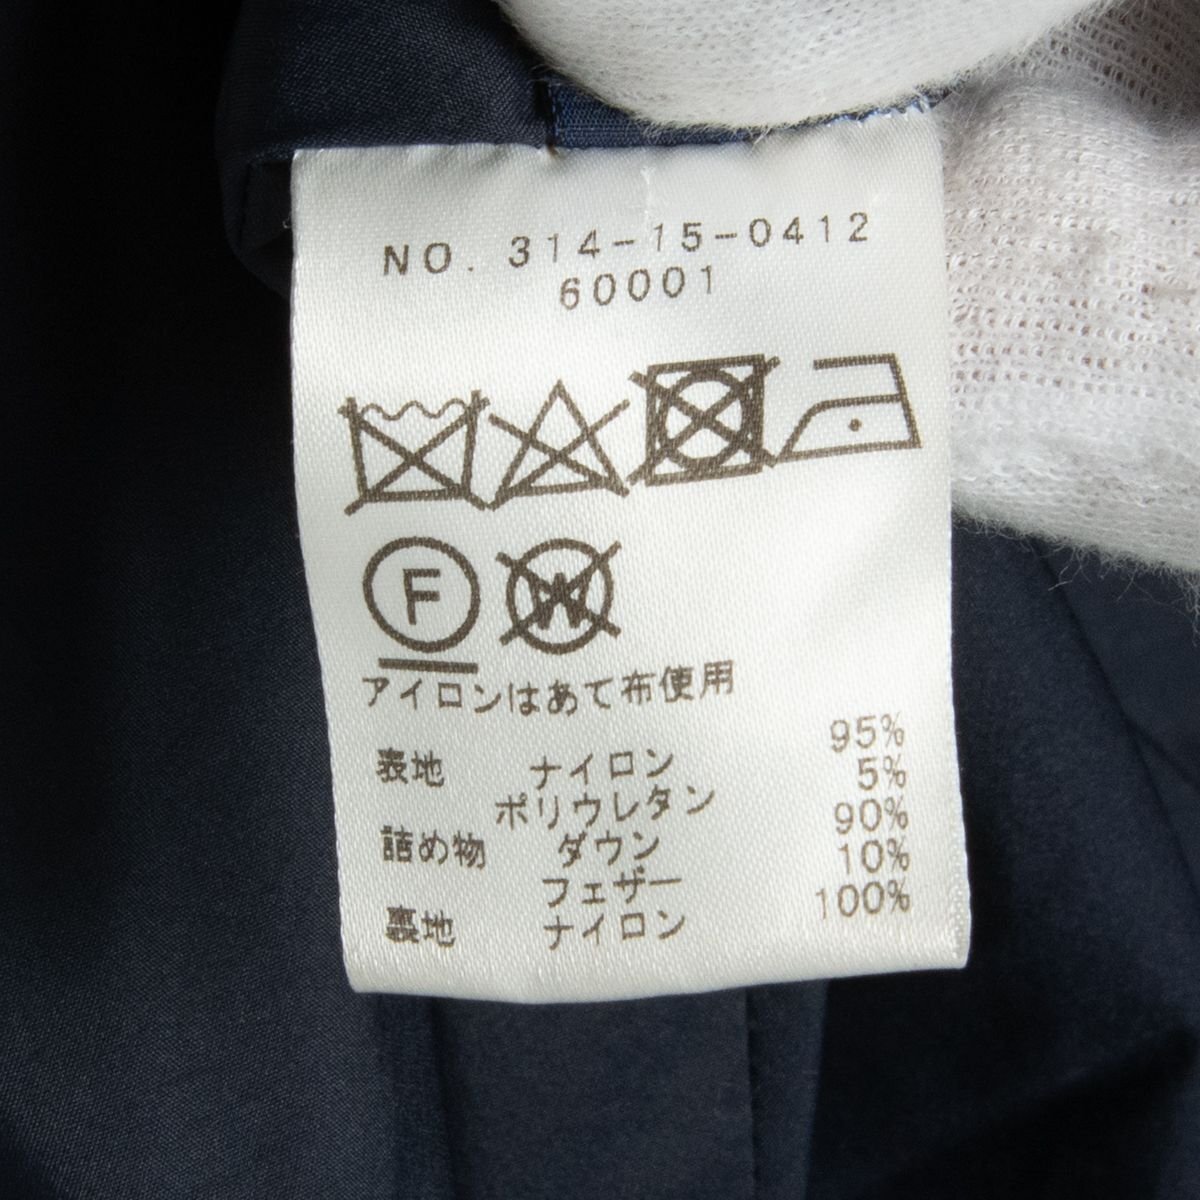 NO. 314-15-0412
60001
F W
アイロンはあて布使用
表地 ナイロン 95%
ポリウレタン 5%
詰め物 ダウン 90%
フェザー 10%
裏地 ナイロン 100%